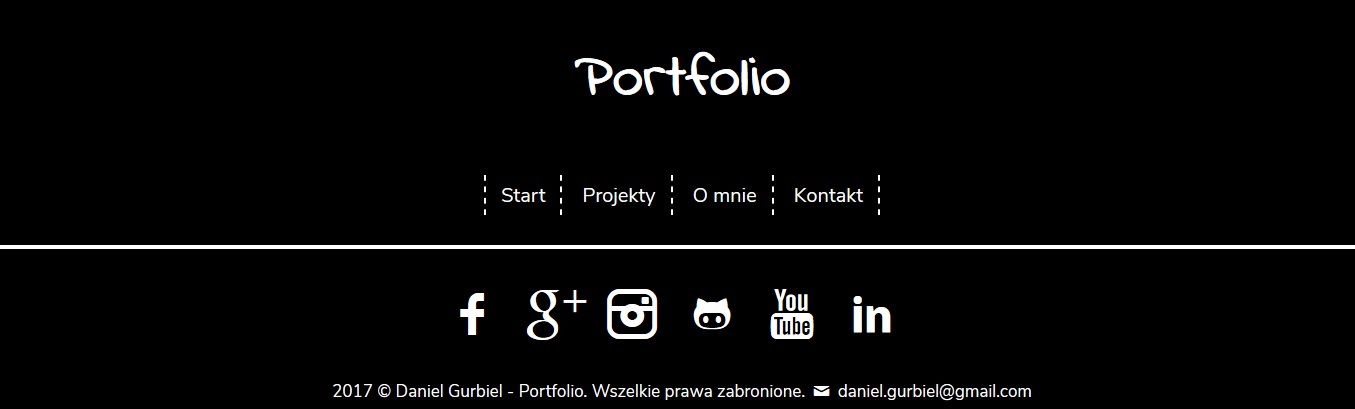 Portfolio
Start Projekty O mnie Kontakt
f g+ You Tube in
2017 © Daniel Gurbiel - Portfolio. Wszelkie prawa zabronione. daniel.gurbiel@gmail.com